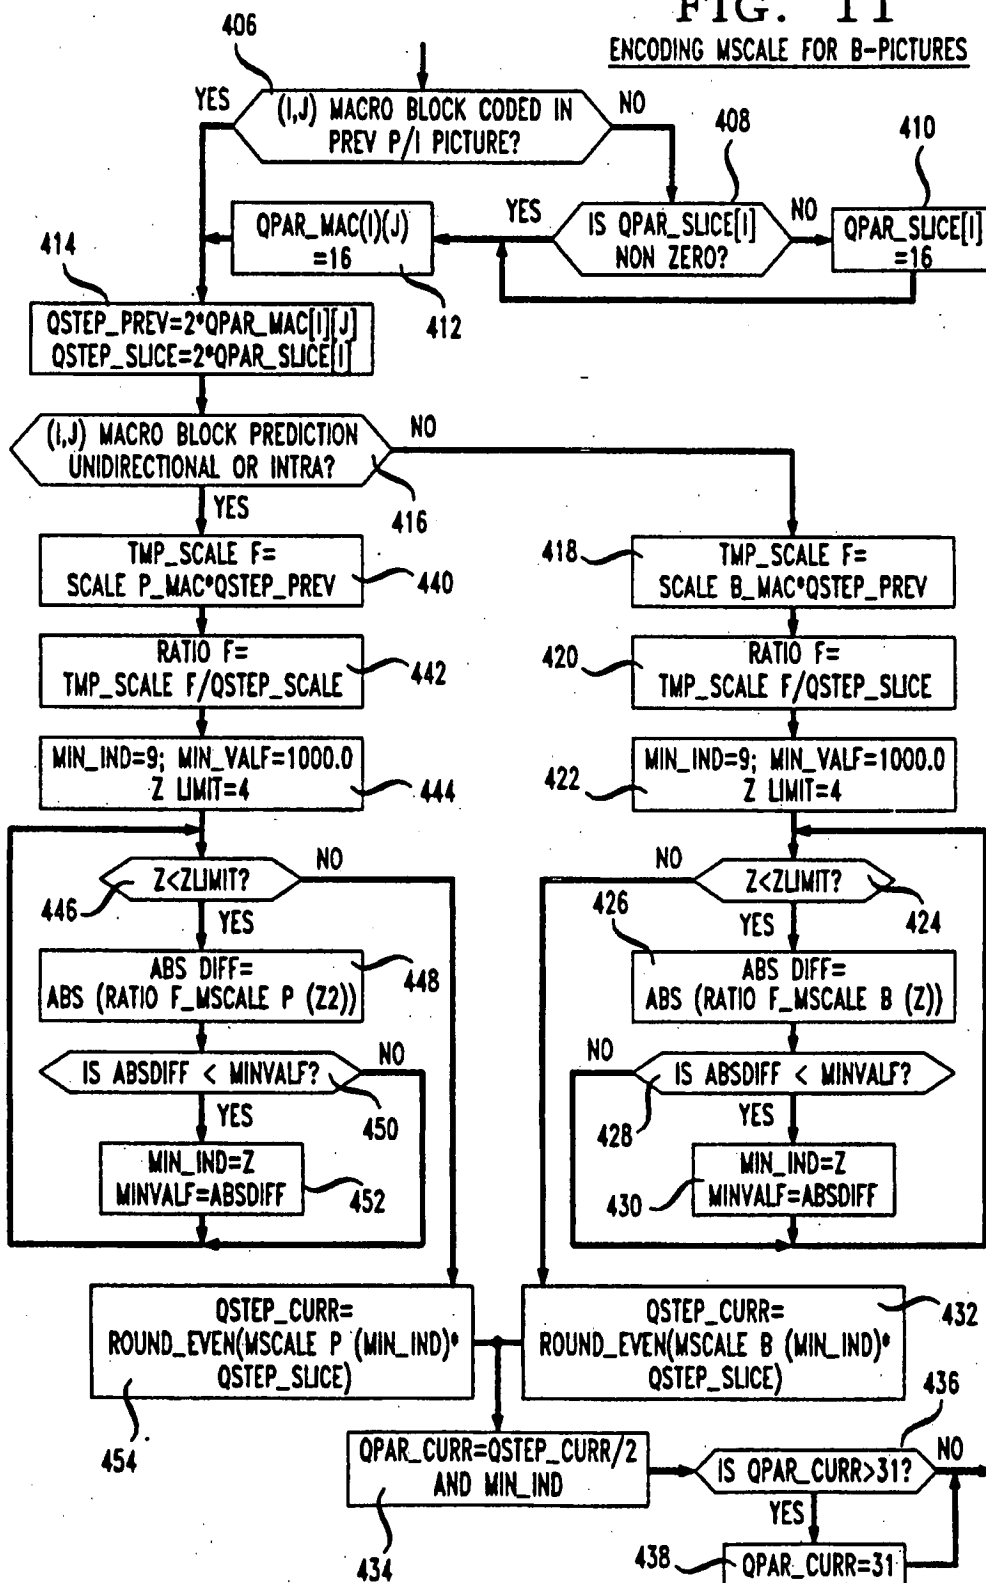 FIG. 11
ENCODING MSCALE FOR B-PICTURES
406
(I,J) MACRO BLOCK CODED IN
PREV P/I PICTURE?
YES
NO
408
IS QPAR_SLICE[I]
NON ZERO?
YES
NO
410
QPAR_SLICE[I]
=16
QPAR_MAC(I)(J)
=16
412
414
QSTEP_PREV=2*QPAR_MAC[I][J]
QSTEP_SLICE=2*QPAR_SLICE[I]
(I,J) MACRO BLOCK PREDICTION
UNIDIRECTIONAL OR INTRA?
NO
YES
416
TMP_SCALE F=
SCALE P_MAC*QSTEP_PREV
440
418
TMP_SCALE F=
SCALE B_MAC*QSTEP_PREV
RATIO F=
TMP_SCALE F/QSTEP_SCALE
442
420
RATIO F=
TMP_SCALE F/QSTEP_SLICE
MIN_IND=9; MIN_VALF=1000.0
Z LIMIT=4
444
422
MIN_IND=9; MIN_VALF=1000.0
Z LIMIT=4
Z<ZLIMIT?
NO
446
YES
NO
Z<ZLIMIT?
424
YES
426
ABS DIFF=
ABS (RATIO F_MSCALE P (Z2))
448
ABS DIFF=
ABS (RATIO F_MSCALE B (Z))
IS ABSDIFF < MINVALF?
NO
YES
450
NO
IS ABSDIFF < MINVALF?
428
YES
MIN_IND=Z
MINVALF=ABSDIFF
452
430
MIN_IND=Z
MINVALF=ABSDIFF
QSTEP_CURR=
ROUND_EVEN(MSCALE P (MIN_IND)*
QSTEP_SLICE)
454
QSTEP_CURR=
ROUND_EVEN(MSCALE B (MIN_IND)*
QSTEP_SLICE)
432
QPAR_CURR=QSTEP_CURR/2
AND MIN_IND
434
436
IS QPAR_CURR>31?
NO
YES
438
QPAR_CURR=31